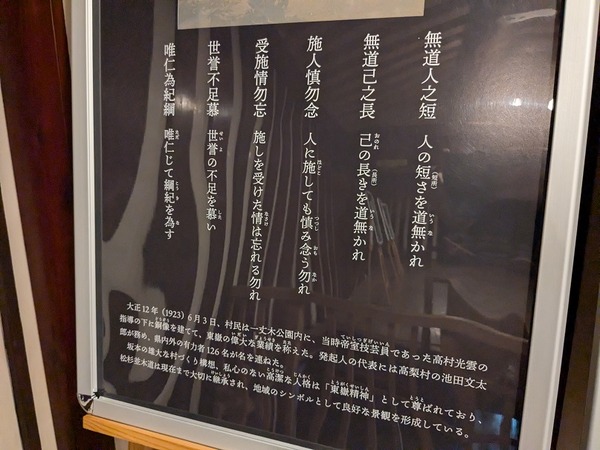 無道人之短 人の短さを道無かれ
無道己之長 己の長きを道無かれ
施人慎勿念 人に施しても慎み念う勿れ
受施情勿忘 施しを受けた情は忘れる勿れ
世誉不足慕 世誉の不足を慕い
唯仁為紀綱 唯仁じて綱紀を為す
大正12年（1923）6月3日、村民は一丈木公園内に、当時帝室技芸員であった高村光雲の
指導の下に銅像を建てて、東嶽の偉大な業績を称えた。発起人の代表には高梨村の池田文太
郎が務め、県内外の有力者126名が名を連ねた。
坂本の雄大な村づくり構想、私心のない高潔な人格は「東嶽精神」として尊ばれており、
松杉並木道は現在まで大切に継承され、地域のシンボルとして良好な景観を形成している。